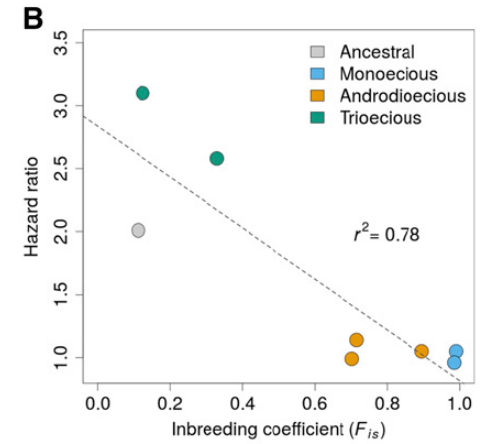 B
Ancestral
Monoecious
Androdioecious
Trioecious
r²= 0.78
Hazard ratio
3.5
3.0
2.5
2.0
1.5
1.0
0.0 0.2 0.4 0.6 0.8 1.0
Inbreeding coefficient (Fis)